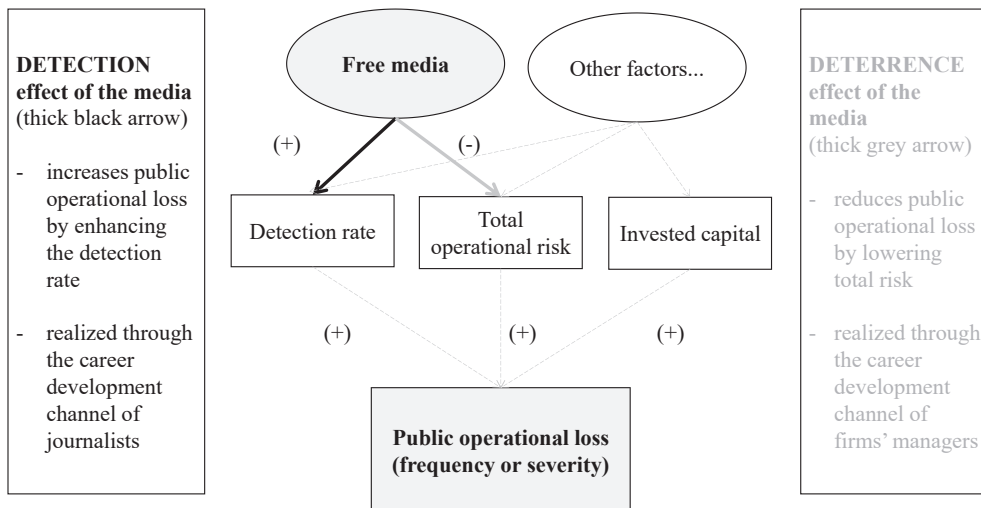 DETECTION
effect of the media
(thick black arrow)
- increases public
operational loss
by enhancing
the detection
rate
- realized through
the career
development
channel of
journalists
Free media
Other factors...
(+)
(-)
Detection rate
Total
operational risk
Invested capital
(+)
(+)
(+)
Public operational loss
(frequency or severity)
DETERRENCE
effect of the
media
(thick grey arrow)
- reduces public
operational loss
by lowering
total risk
- realized through
the career
development
channel of
firms’ managers